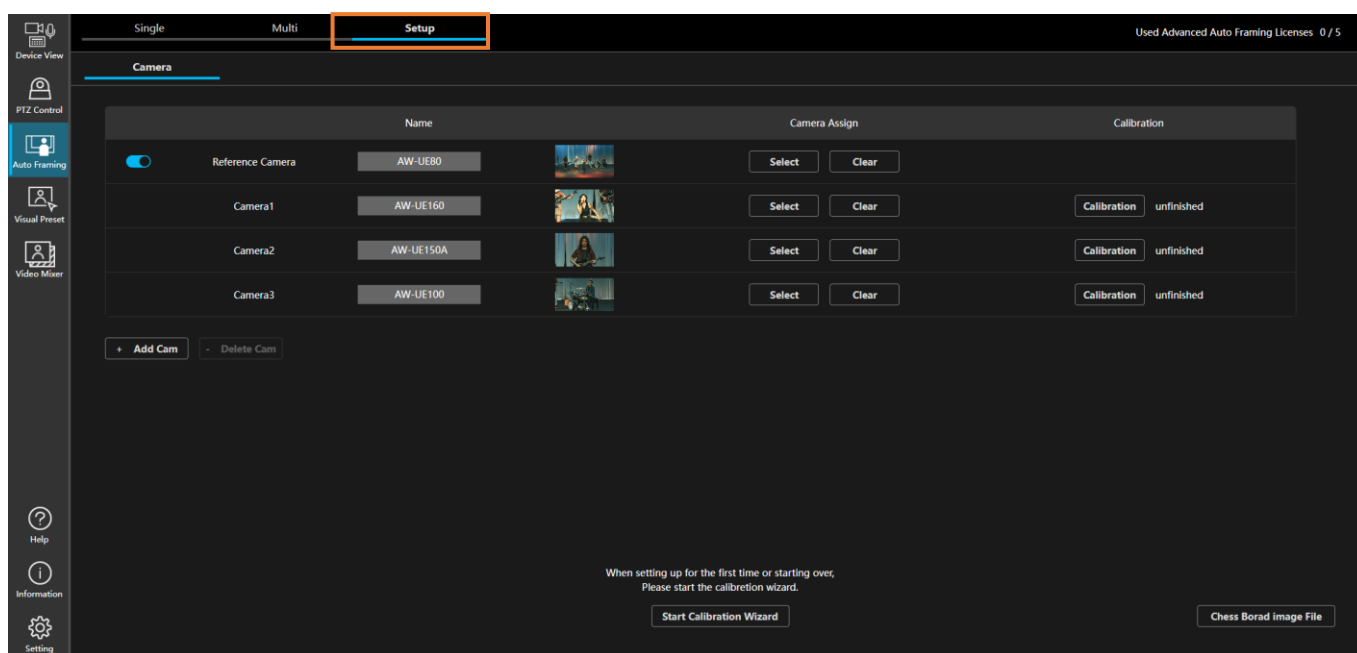 Single Multi Setup Used Advanced Auto Framing Licenses 0 / 5
Device View
Camera
PTZ Control
Name Camera Assign Calibration
Auto Framing
Reference Camera AW-UE80 Select Clear
Visual Preset
Camera1 AW-UE160 Select Clear Calibration unfinished
Video Mixer
Camera2 AW-UE150A Select Clear Calibration unfinished
Camera3 AW-UE100 Select Clear Calibration unfinished
+ Add Cam - Delete Cam
Help
Information
Setting
When setting up for the first time or starting over,
Please start the calibretion wizard.
Start Calibration Wizard
Chess Borad image File